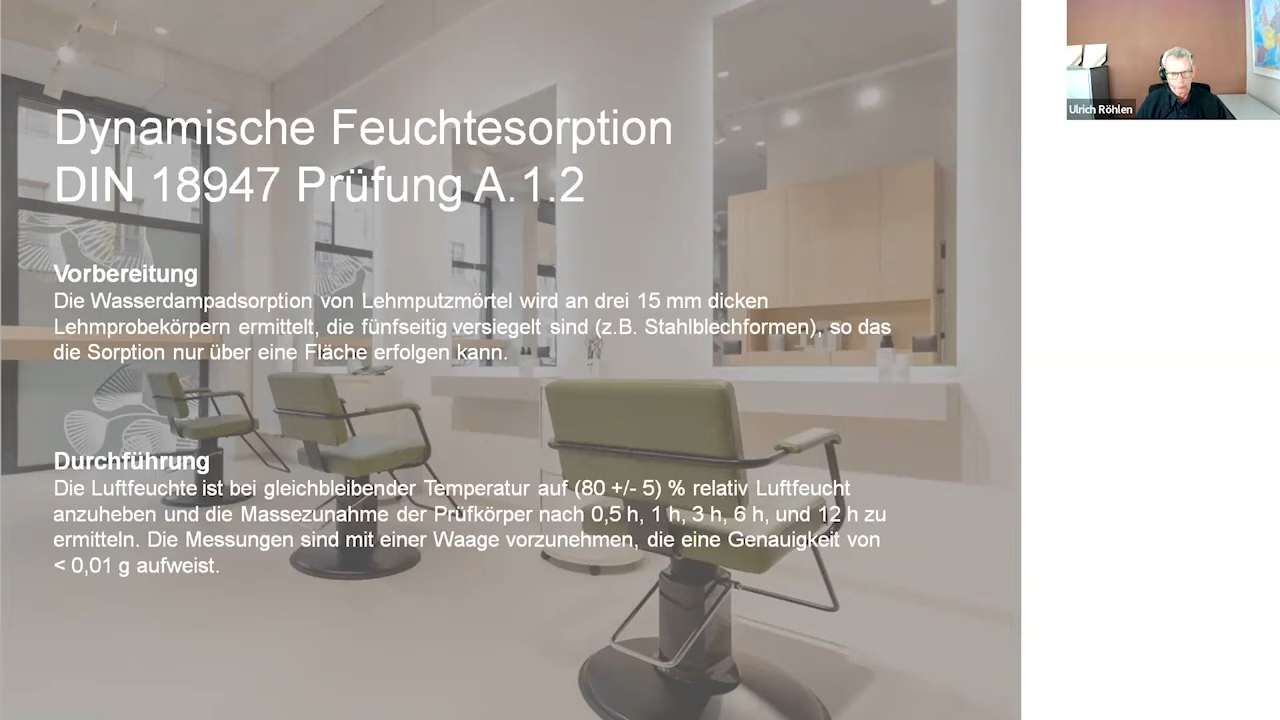 Dynamische Feuchtesorption
DIN 18947 Prüfung A.1.2
Vorbereitung
Die Wasserdampadsorption von Lehmputzmörtel wird an drei 15 mm dicken
Lehmprobekörpern ermittelt, die fünfseitig versiegelt sind (z.B. Stahlblechformen), so das
die Sorption nur über eine Fläche erfolgen kann.
Durchführung
Die Luftfeuchte ist bei gleichbleibender Temperatur auf (80 +/- 5) % relativ Luftfeucht
anzuheben und die Massezunahme der Prüfkörper nach 0,5 h, 1 h, 3 h, 6 h, und 12 h zu
ermitteln. Die Messungen sind mit einer Waage vorzunehmen, die eine Genauigkeit von
< 0,01 g aufweist.
Ulrich Röhlen